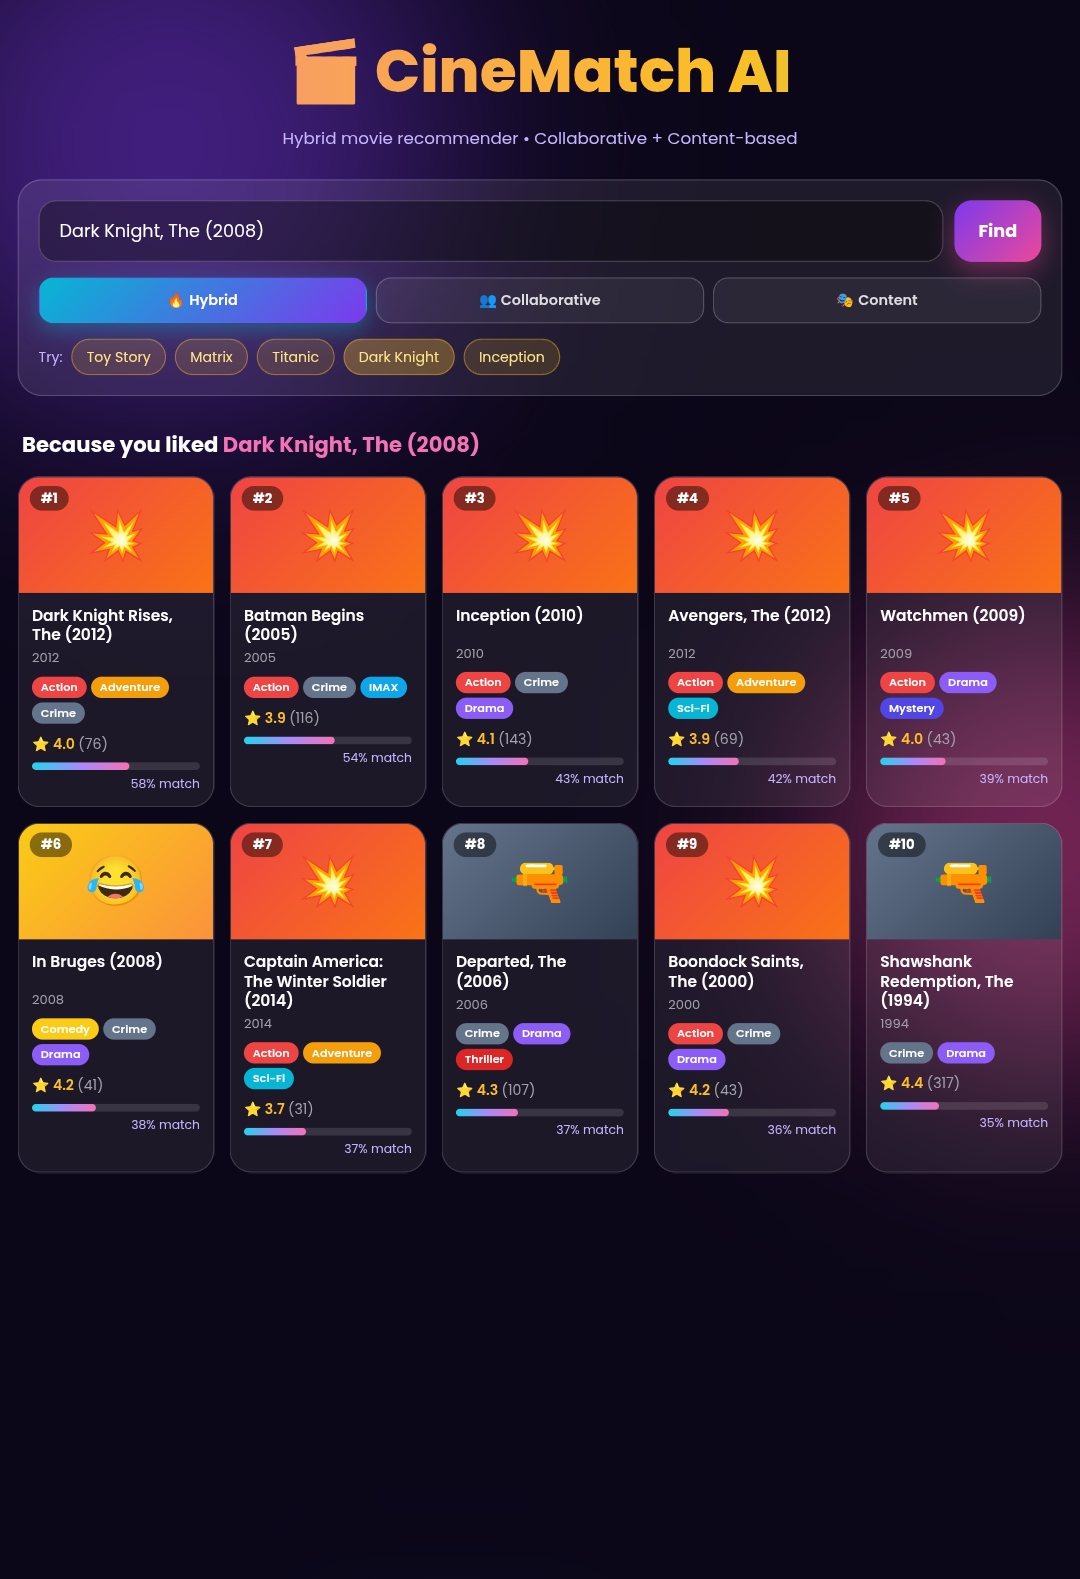 CineMatch AI
Hybrid movie recommender • Collaborative + Content-based
Dark Knight, The (2008)
Find
Hybrid
Collaborative
Content
Try:
Toy Story
Matrix
Titanic
Dark Knight
Inception
Because you liked Dark Knight, The (2008)
#1
Dark Knight Rises,
The (2012)
2012
Action
Adventure
Crime
4.0 (76)
58% match
#2
Batman Begins
(2005)
2005
Action
Crime
IMAX
3.9 (116)
54% match
#3
Inception (2010)
2010
Action
Crime
Drama
4.1 (143)
43% match
#4
Avengers, The (2012)
2012
Action
Adventure
Sci-Fi
3.9 (69)
42% match
#5
Watchmen (2009)
2009
Action
Drama
Mystery
4.0 (43)
39% match
#6
In Bruges (2008)
2008
Comedy
Crime
Drama
4.2 (41)
38% match
#7
Captain America:
The Winter Soldier
(2014)
2014
Action
Adventure
Sci-Fi
3.7 (31)
37% match
#8
Departed, The
(2006)
2006
Crime
Drama
Thriller
4.3 (107)
37% match
#9
Boondock Saints,
The (2000)
2000
Action
Crime
Drama
4.2 (43)
36% match
#10
Shawshank
Redemption, The
(1994)
1994
Crime
Drama
4.4 (317)
35% match